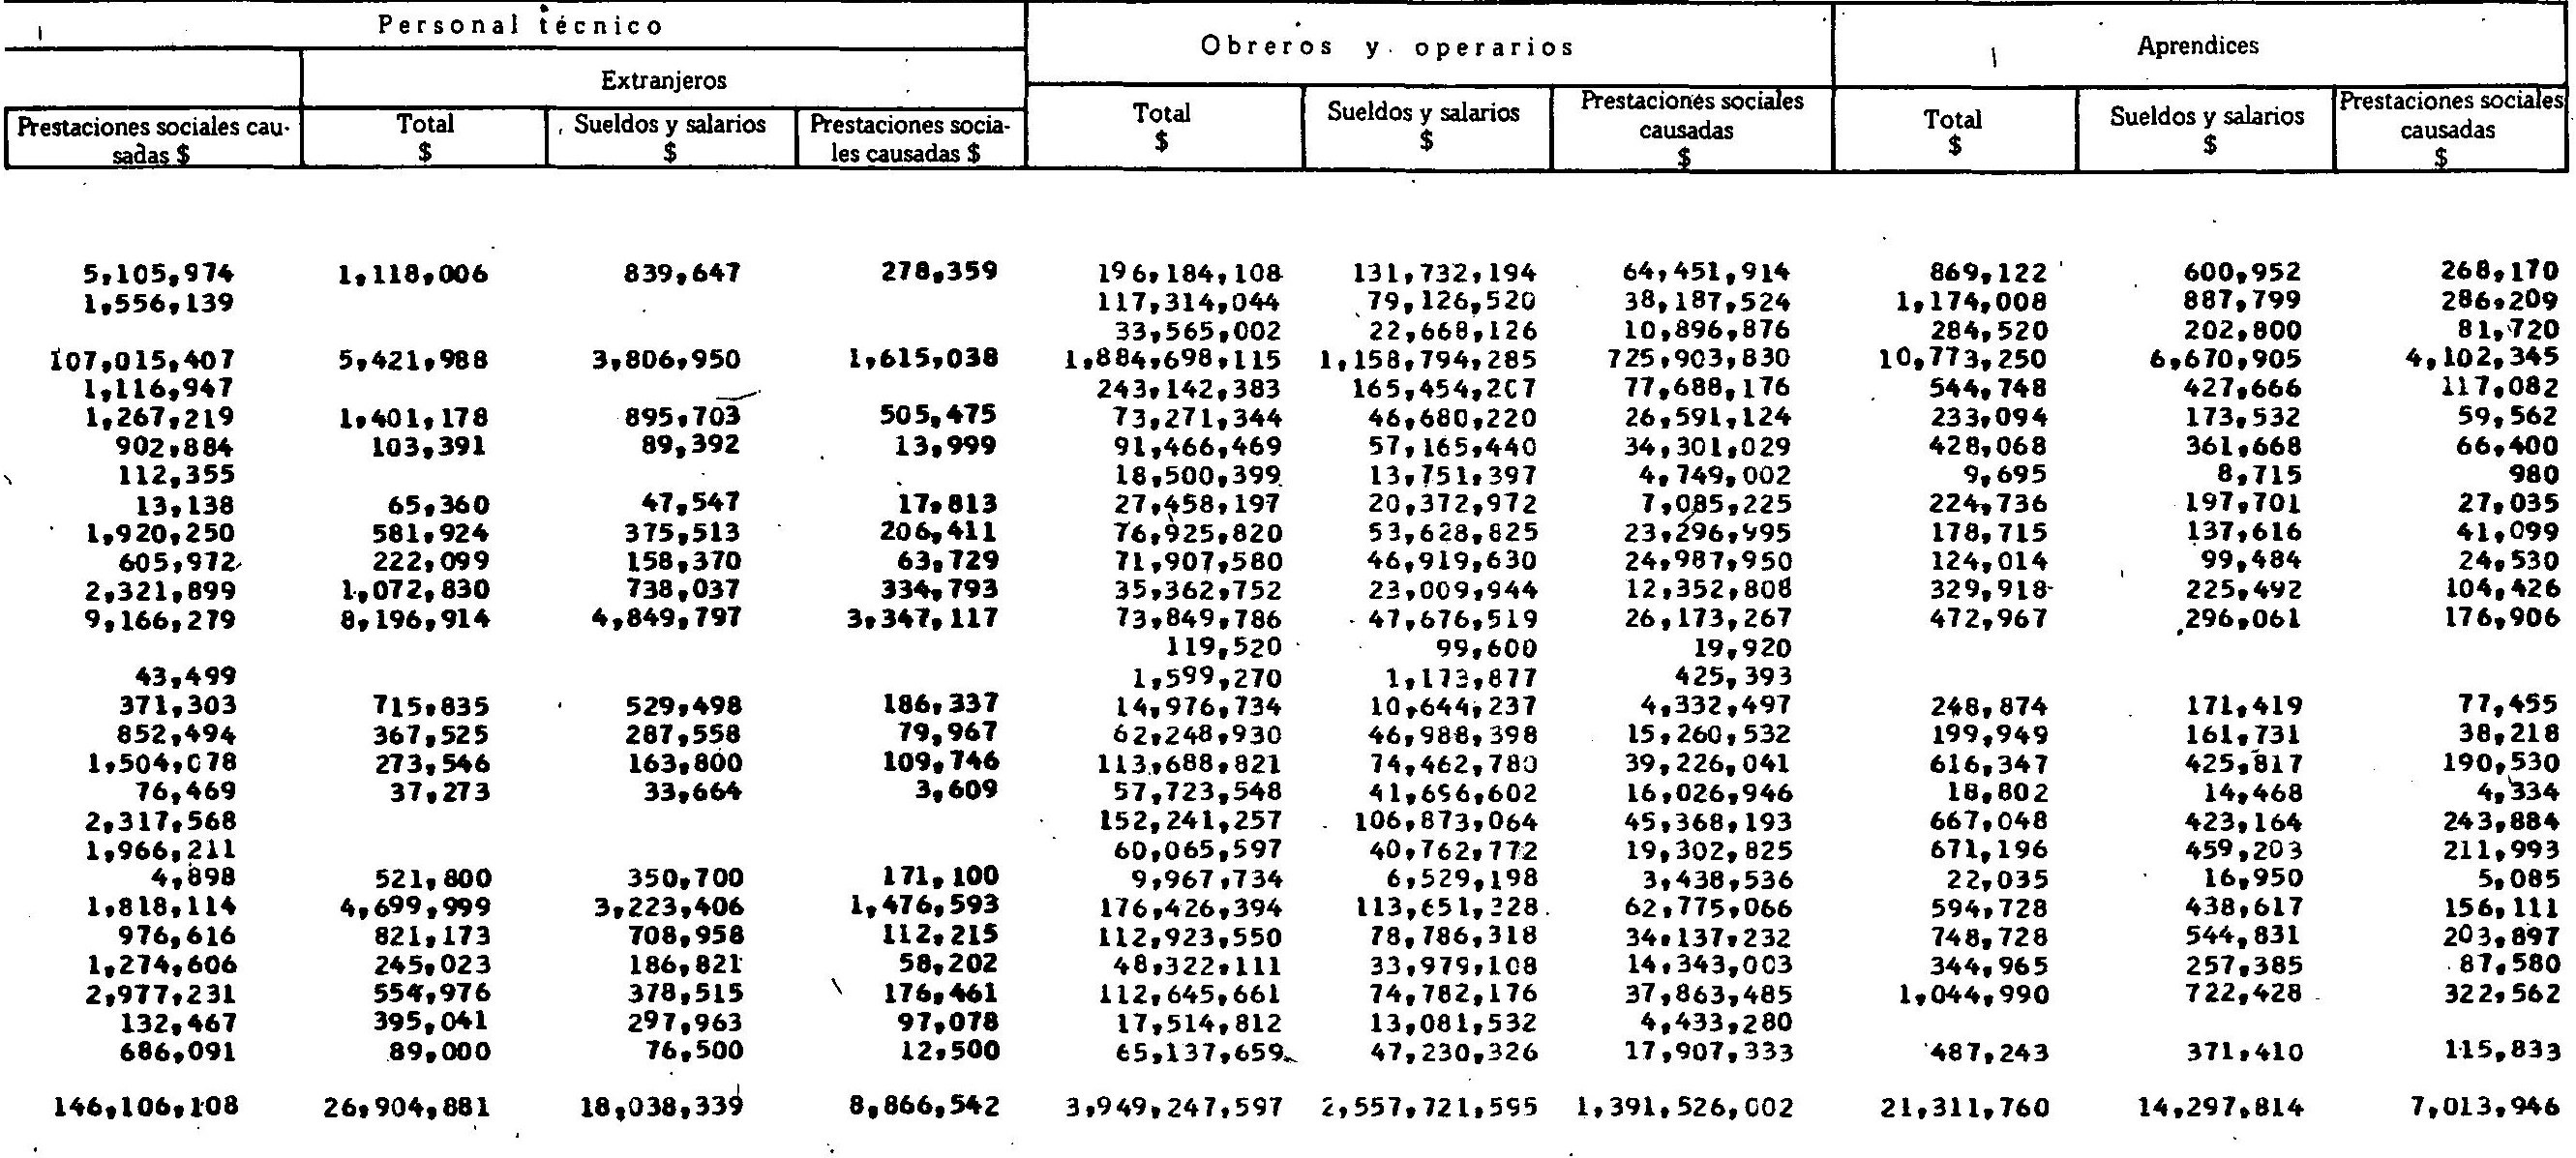 Personal técnico
Obreros y operarios
Aprendices
Extranjeros
Prestaciones sociales cau-
sadas $
Total
$
Sueldos y salarios
$
Prestaciones socia-
les causadas $
Total
$
Sueldos y salarios
$
Prestaciones sociales
causadas
$
Total
$
Sueldos y salarios
$
Prestaciones sociales
causadas
$
5,105,974 1,118,006 839,647 278,359 196,184,108 131,732,194 64,451,914 869,122 600,952 268,170
1,556,139 117,314,044 79,126,520 38,187,524 1,174,008 887,799 286,209
33,565,002 22,668,126 10,896,876 284,520 202,800 81,720
107,015,407 5,421,988 3,806,950 1,615,038 1,884,698,115 1,158,794,285 725,903,830 10,773,250 6,670,905 4,102,345
1,116,947 243,142,383 165,454,207 77,688,176 544,748 427,666 117,082
1,267,219 1,401,178 895,703 505,475 73,271,344 46,680,220 26,591,124 233,094 173,532 59,562
902,884 103,391 89,392 13,999 91,466,469 57,165,440 34,301,029 428,068 361,668 66,400
112,355 18,500,399 13,751,397 4,749,002 9,695 8,715 980
13,138 65,360 47,547 17,813 27,458,197 20,372,972 7,085,225 224,736 197,701 27,035
1,920,250 581,924 375,513 206,411 76,925,820 53,628,825 23,296,995 178,715 137,616 41,099
605,972 222,099 158,370 63,729 71,907,580 46,919,630 24,987,950 124,014 99,484 24,530
2,321,899 1,072,830 738,037 334,793 35,362,752 23,009,944 12,352,808 329,918 225,492 104,426
9,166,279 8,196,914 4,849,797 3,347,117 73,849,786 47,676,519 26,173,267 472,967 296,061 176,906
119,520 99,600 19,920
43,499 1,599,270 1,173,877 425,393
371,303 715,835 529,498 186,337 14,976,734 10,644,237 4,332,497 248,874 171,419 77,455
852,494 367,525 287,558 79,967 62,248,930 46,988,398 15,260,532 199,949 161,731 38,218
1,504,078 273,546 163,800 109,746 113,688,821 74,462,780 39,226,041 616,347 425,817 190,530
76,469 37,273 33,664 3,609 57,723,548 41,696,602 16,026,946 18,802 14,468 4,334
2,317,568 152,241,257 106,873,064 45,368,193 667,048 423,164 243,884
1,966,211 60,065,597 40,762,772 19,302,825 671,196 459,203 211,993
4,898 521,800 350,700 171,100 9,967,734 6,529,198 3,438,536 22,035 16,950 5,085
1,818,114 4,699,999 3,223,406 1,476,593 176,426,394 113,651,328 62,775,066 594,728 438,617 156,111
976,616 821,173 708,958 112,215 112,923,550 78,786,318 34,137,232 748,728 544,831 203,897
1,274,606 245,023 186,821 58,202 48,322,111 33,979,108 14,343,003 344,965 257,385 87,580
2,977,231 554,976 378,515 176,461 112,645,661 74,782,176 37,863,485 1,044,990 722,428 322,562
132,467 395,041 297,963 97,078 17,514,812 13,081,532 4,433,280
686,091 89,000 76,500 12,500 65,137,659 47,230,326 17,907,333 487,243 371,410 115,833
146,106,108 26,904,881 18,038,339 8,866,542 3,949,247,597 2,557,721,595 1,391,526,002 21,311,760 14,297,814 7,013,946